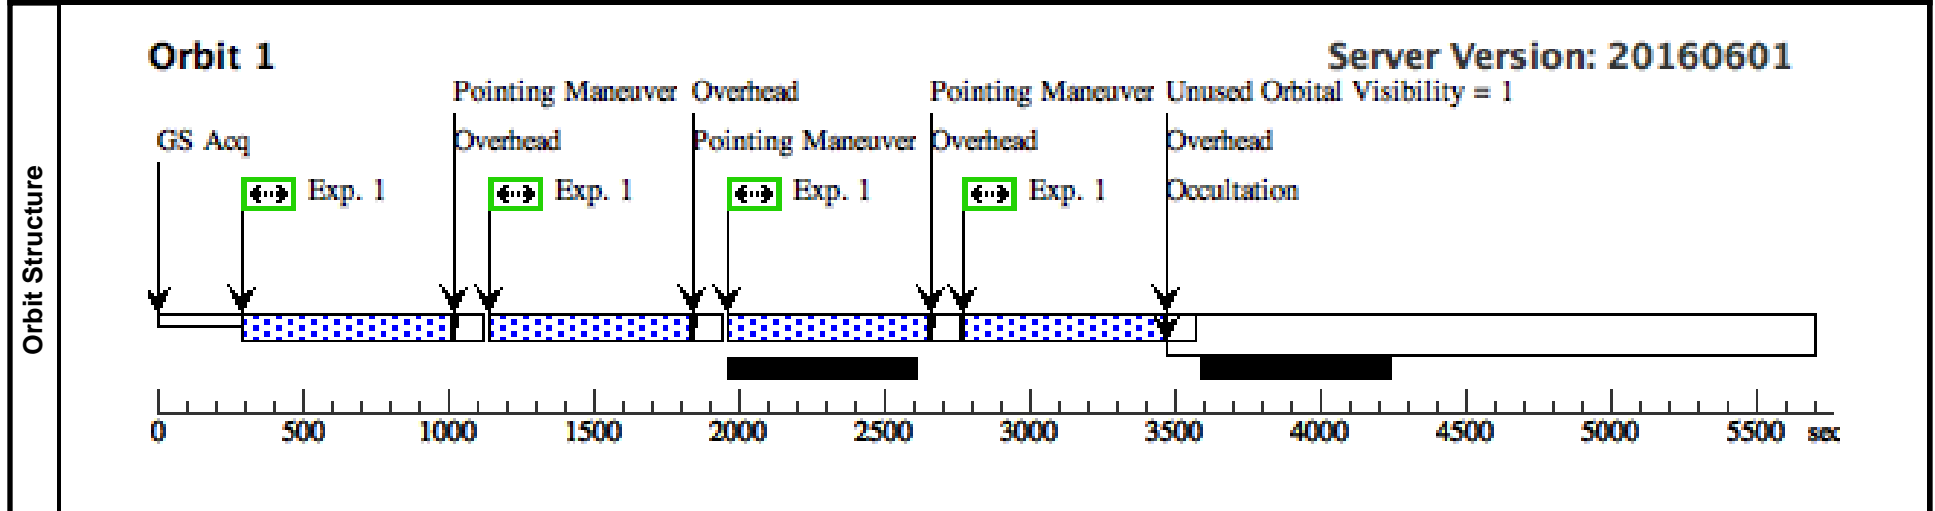 Orbit Structure
Orbit 1
Server Version: 20160601
Pointing Maneuver Overhead Pointing Maneuver Unused Orbital Visibility = 1
GS Acq Overhead Pointing Maneuver Overhead Overhead
Exp. 1 Exp. 1 Exp. 1 Exp. 1 Occultation
0 500 1000 1500 2000 2500 3000 3500 4000 4500 5000 5500 sec